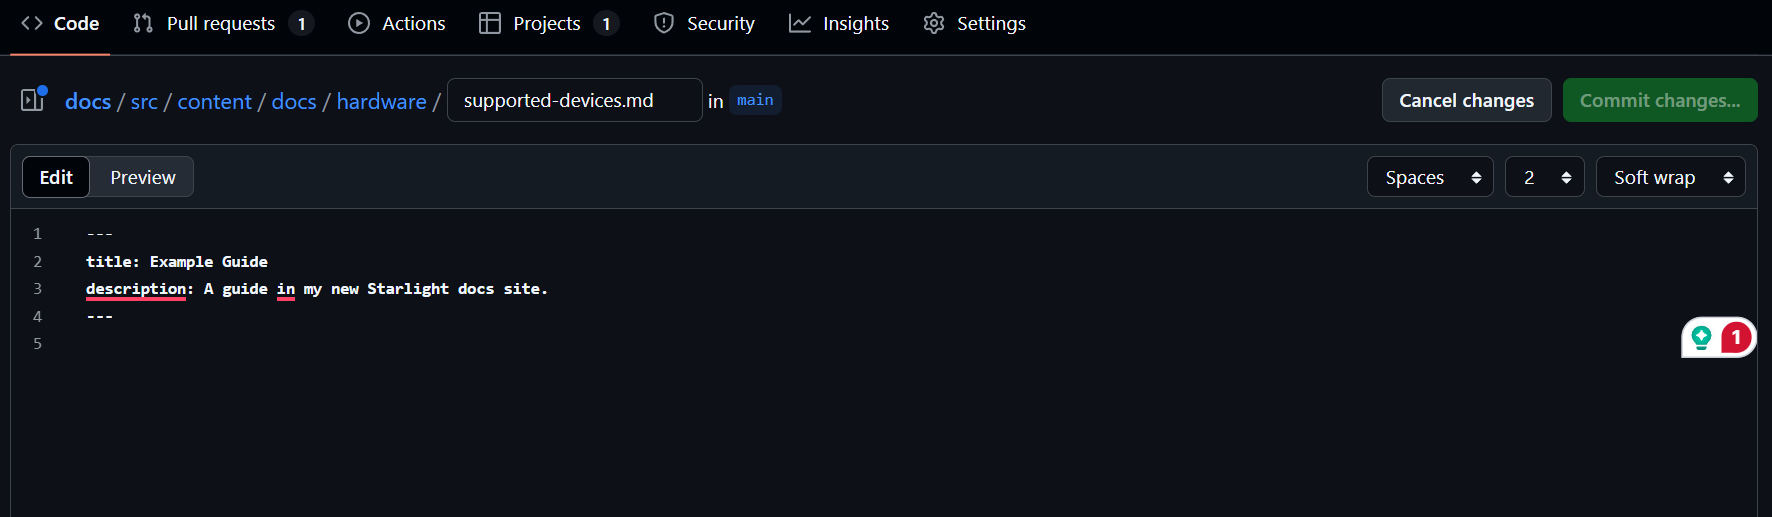 Code Pull requests 1 Actions Projects 1 Security Insights Settings
docs / src / content / docs / hardware / supported-devices.md in main Cancel changes Commit changes...
Edit Preview Spaces 2 Soft wrap
1 ---
2 title: Example Guide
3 description: A guide in my new Starlight docs site.
4 ---
5
1